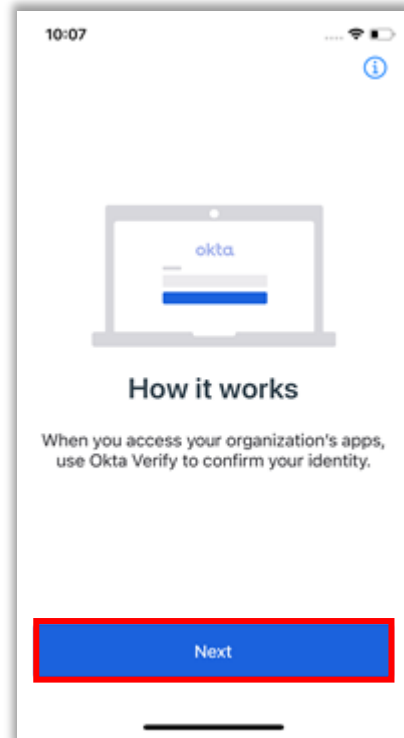 10:07
okta
How it works
When you access your organization's apps,
use Okta Verify to confirm your identity.
Next